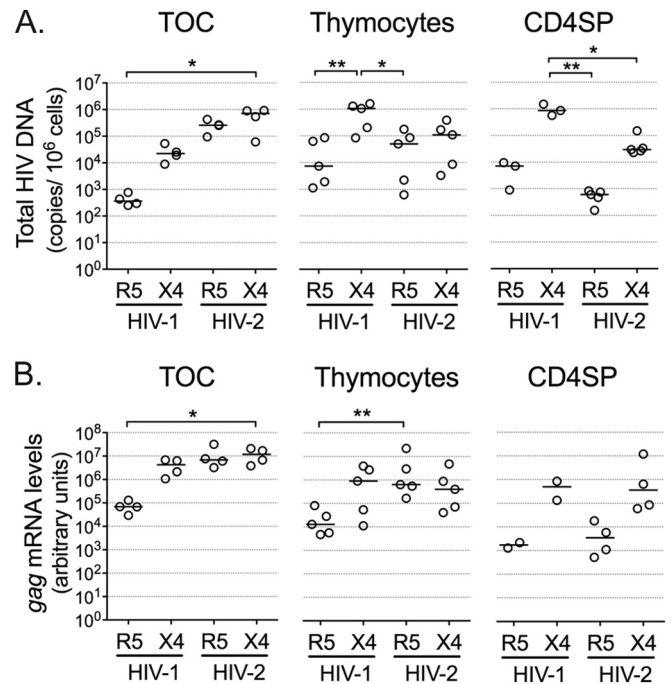 A.
TOC
Thymocytes
CD4SP
Total HIV DNA
(copies/ 10⁶ cells)
10⁷
10⁶
10⁵
10⁴
10³
10²
10¹
10⁰
*
** *
*
**
R5 X4 R5 X4
HIV-1 HIV-2
R5 X4 R5 X4
HIV-1 HIV-2
R5 X4 R5 X4
HIV-1 HIV-2
B.
TOC
Thymocytes
CD4SP
gag mRNA levels
(arbitrary units)
10⁸
10⁷
10⁶
10⁵
10⁴
10³
10²
10¹
10⁰
*
**
R5 X4 R5 X4
HIV-1 HIV-2
R5 X4 R5 X4
HIV-1 HIV-2
R5 X4 R5 X4
HIV-1 HIV-2